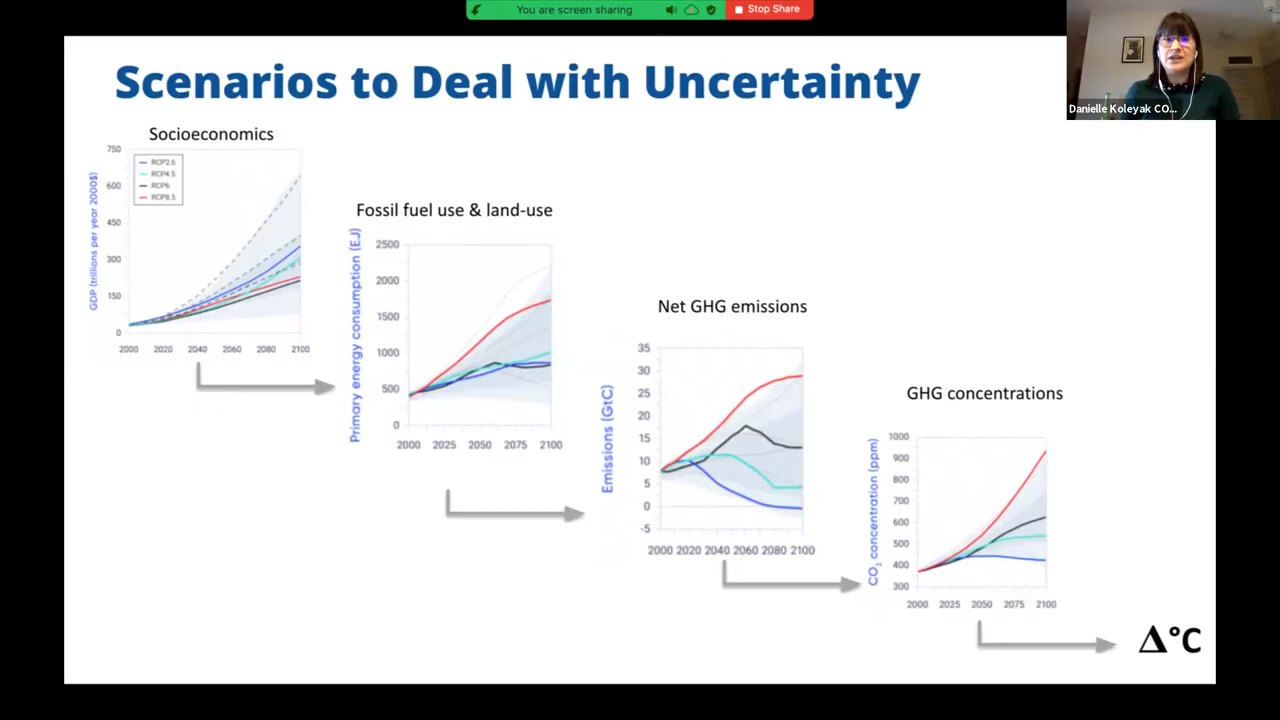 You are screen sharing
Stop Share
Danielle Koleyak CO...
Scenarios to Deal with Uncertainty
Socioeconomics
GDP (trillions per year 2000$)
750
600
450
300
150
0
RCP2.6
RCP4.5
RCP6
RCP8.5
2000 2020 2040 2060 2080 2100
Fossil fuel use & land-use
Primary energy consumption (EJ)
2500
2000
1500
1000
500
0
2000 2025 2050 2075 2100
Net GHG emissions
Emissions (GtC)
35
30
25
20
15
10
5
0
-5
2000 2020 2040 2060 2080 2100
GHG concentrations
CO₂ concentration (ppm)
1000
900
800
700
600
500
400
300
2000 2025 2050 2075 2100
Δ°C